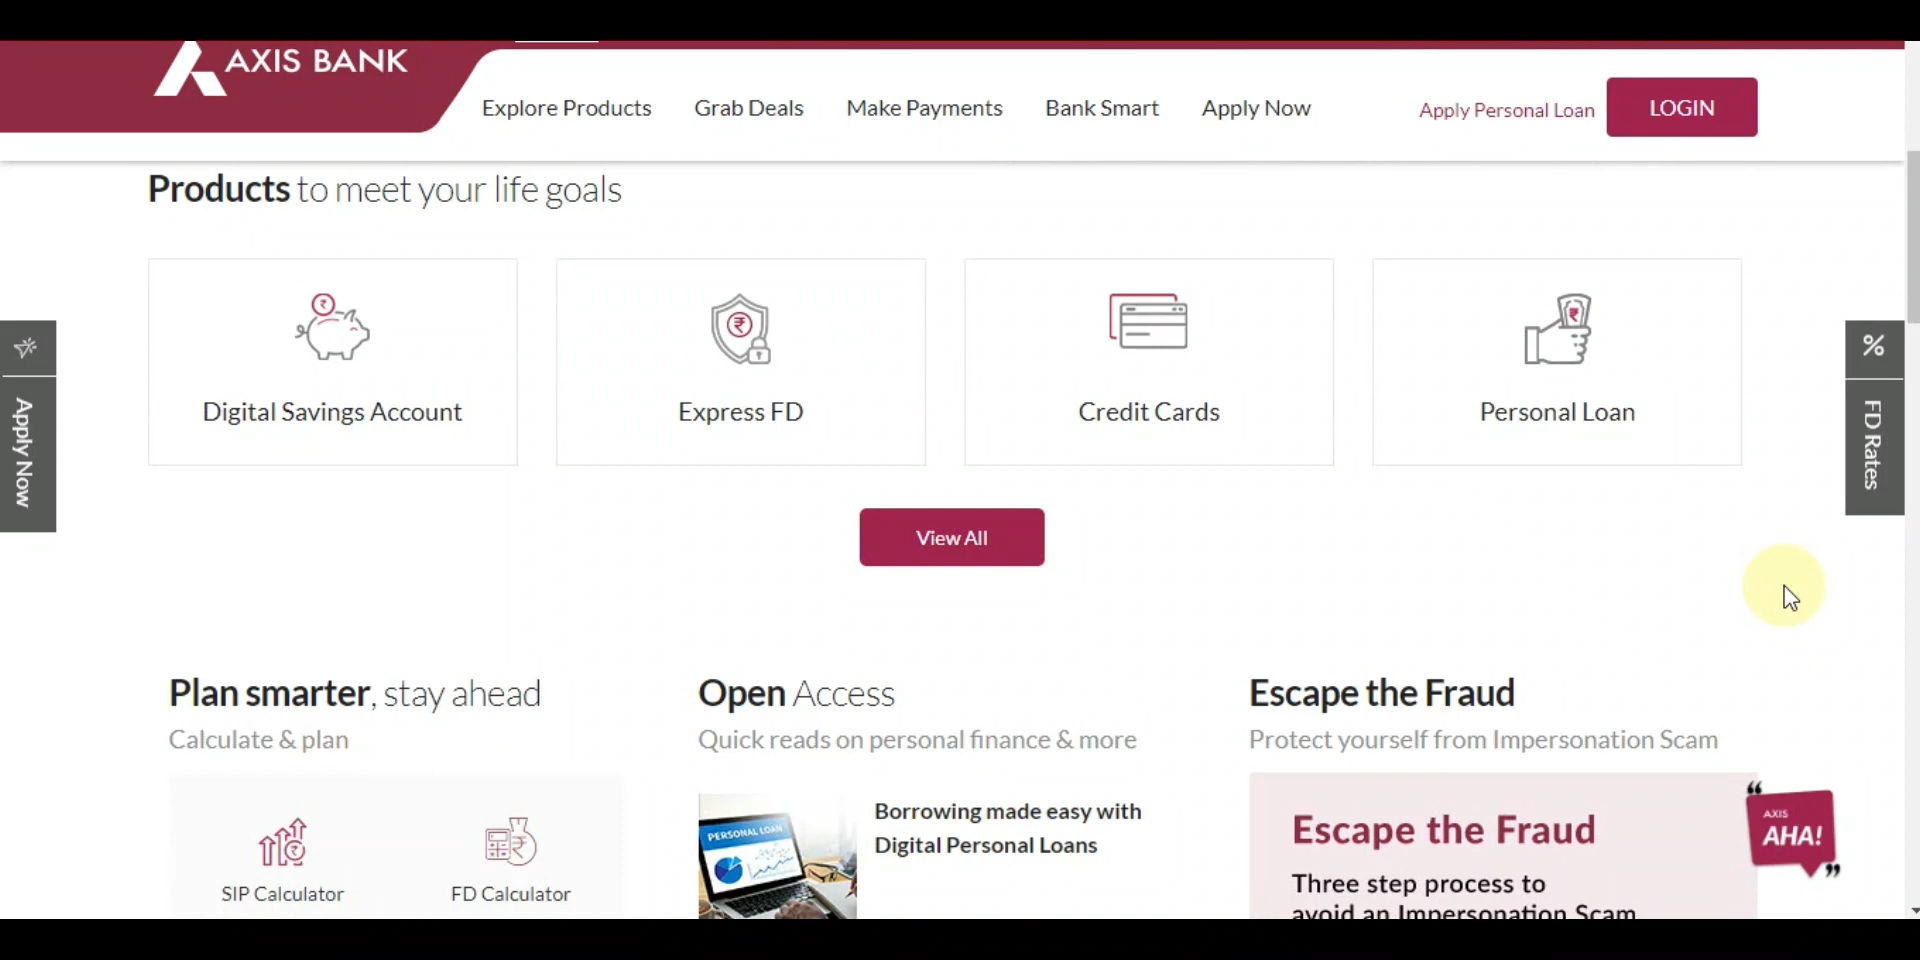 AXIS BANK
Explore Products
Grab Deals
Make Payments
Bank Smart
Apply Now
Apply Personal Loan
LOGIN
Products to meet your life goals
Digital Savings Account
Express FD
Credit Cards
Personal Loan
View All
Apply Now
%
FD Rates
Plan smarter, stay ahead
Calculate & plan
SIP Calculator
FD Calculator
Open Access
Quick reads on personal finance & more
PERSONAL LOAN
Borrowing made easy with
Digital Personal Loans
Escape the Fraud
Protect yourself from Impersonation Scam
Escape the Fraud
Three step process to
avoid an Impersonation Scam
“AXIS
AHA!”